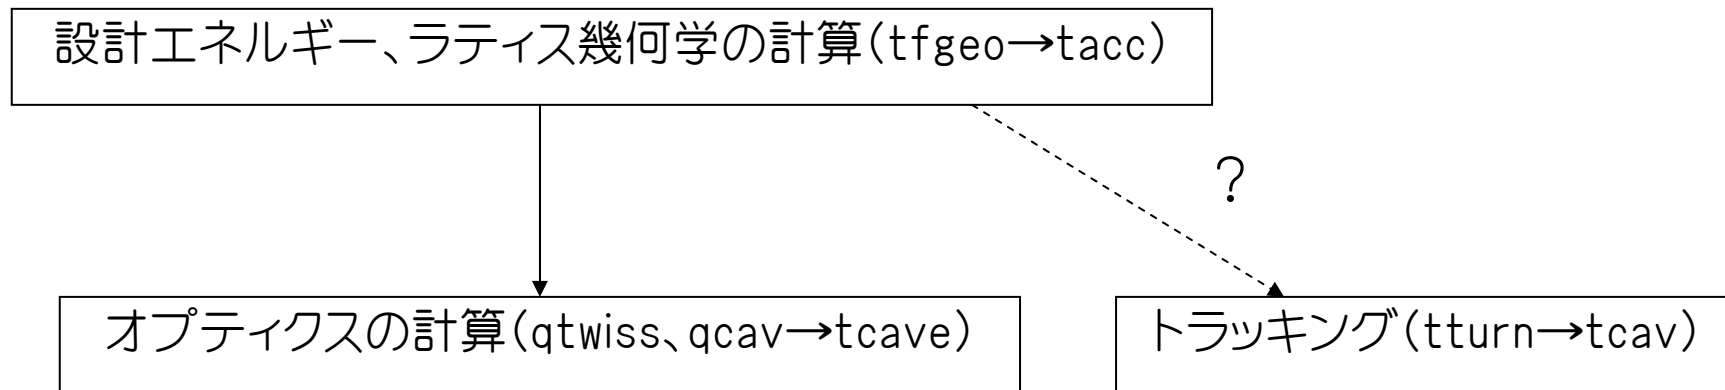 設計エネルギー、ラティス幾何学の計算(tfgeo→tacc)
?
オプティクスの計算(qtwiss、qcav→tcave)
トラッキング(tturn→tcav)